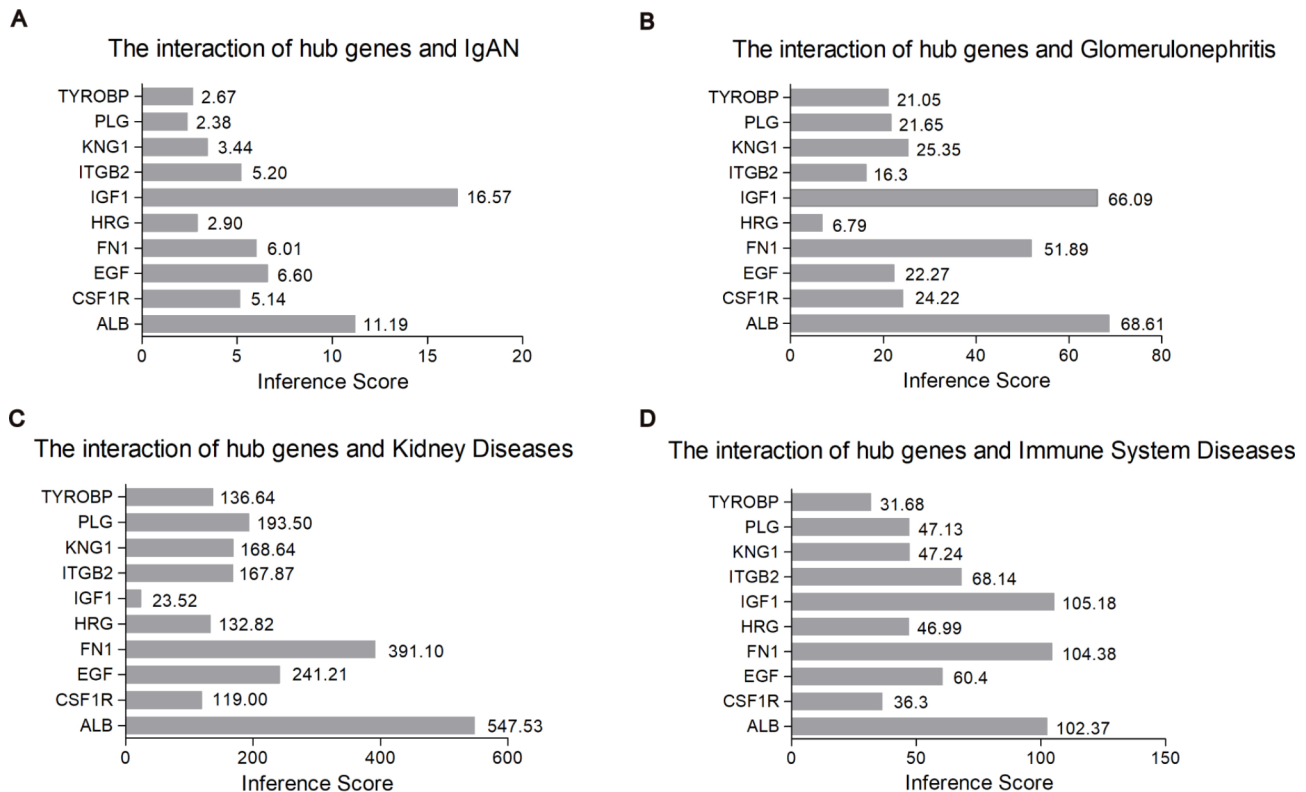 A
The interaction of hub genes and IgAN
TYROBP 2.67
PLG 2.38
KNG1 3.44
ITGB2 5.20
IGF1 16.57
HRG 2.90
FN1 6.01
EGF 6.60
CSF1R 5.14
ALB 11.19
0 5 10 15 20
Inference Score
B
The interaction of hub genes and Glomerulonephritis
TYROBP 21.05
PLG 21.65
KNG1 25.35
ITGB2 16.3
IGF1 66.09
HRG 6.79
FN1 51.89
EGF 22.27
CSF1R 24.22
ALB 68.61
0 20 40 60 80
Inference Score
C
The interaction of hub genes and Kidney Diseases
TYROBP 136.64
PLG 193.50
KNG1 168.64
ITGB2 167.87
IGF1 23.52
HRG 132.82
FN1 391.10
EGF 241.21
CSF1R 119.00
ALB 547.53
0 200 400 600
Inference Score
D
The interaction of hub genes and Immune System Diseases
TYROBP 31.68
PLG 47.13
KNG1 47.24
ITGB2 68.14
IGF1 105.18
HRG 46.99
FN1 104.38
EGF 60.4
CSF1R 36.3
ALB 102.37
0 50 100 150
Inference Score